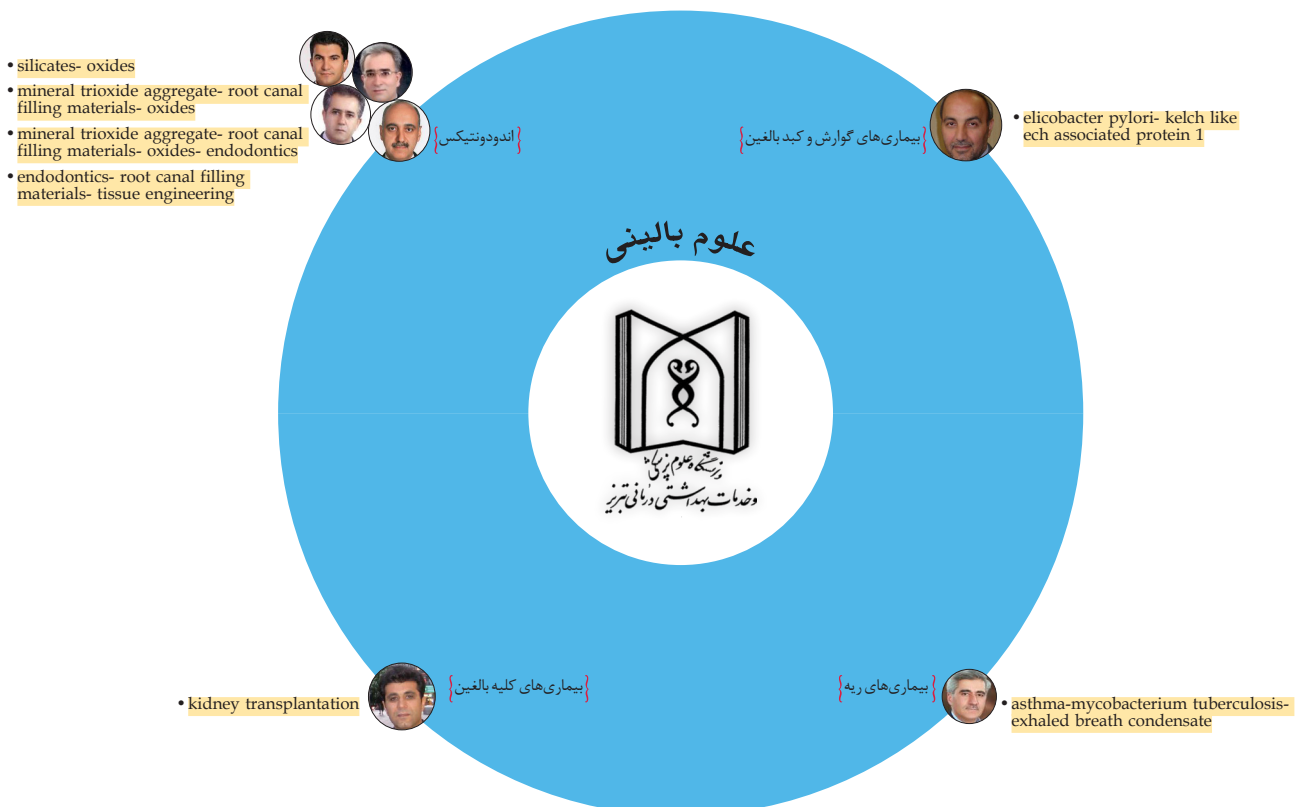 • silicates- oxides
• mineral trioxide aggregate- root canal
filling materials- oxides
• mineral trioxide aggregate- root canal
filling materials- oxides- endodontics
• endodontics- root canal filling
materials- tissue engineering
{اندودونتیکس}
{بیماری‌های گوارش و کبد بالغین}
• elicobacter pylori- kelch like
ech associated protein 1
علوم بالینی
دانشگاه علوم پزشکی
وخدمات بهداشتی درمانی تبریز
• kidney transplantation
{بیماری‌های کلیه بالغین}
{بیماری‌های ریه}
• asthma-mycobacterium tuberculosis-
exhaled breath condensate